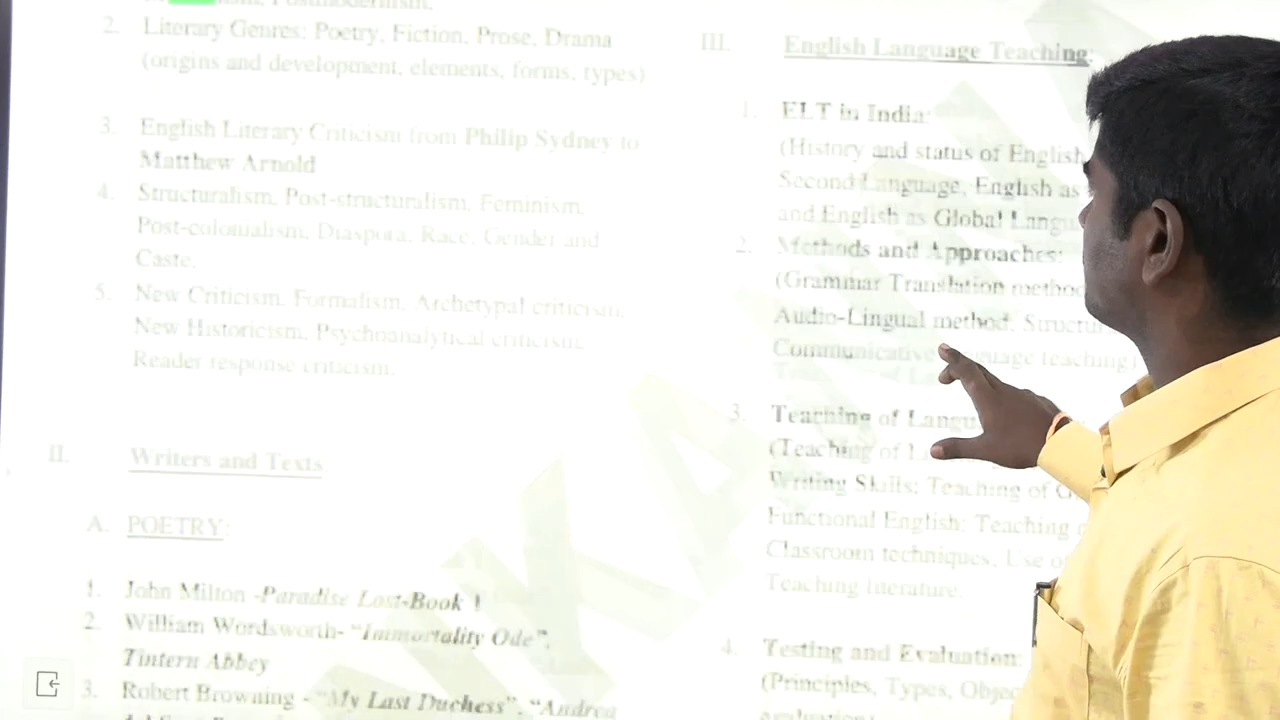 Postmodernism.
2. Literary Genres: Poetry, Fiction, Prose, Drama
(origins and development, elements, forms, types)
3. English Literary Criticism from Philip Sydney to
Matthew Arnold
4. Structuralism, Post-structuralism, Feminism,
Post-colonialism, Diaspora, Race, Gender and
Caste.
5. New Criticism, Formalism, Archetypal criticism,
New Historicism, Psychoanalytical criticism,
Reader response criticism.
II. Writers and Texts:
A. POETRY:
1. John Milton -Paradise Lost-Book I
2. William Wordsworth- “Immortality Ode”,
Tintern Abbey
3. Robert Browning - “My Last Duchess”, “Andrea
III. English Language Teaching:
1. ELT in India:
(History and status of English
Second Language, English as
and English as Global
2. Methods and Approaches:
(Grammar Translation method
Audio-Lingual method,
Communicative teaching)
3. Teaching of
(Teaching of
Writing Skills; Teaching of
Functional English; Teaching
Classroom techniques, Use
Teaching literature.
4. Testing and Evaluation:
(Principles, Types,
evaluation)